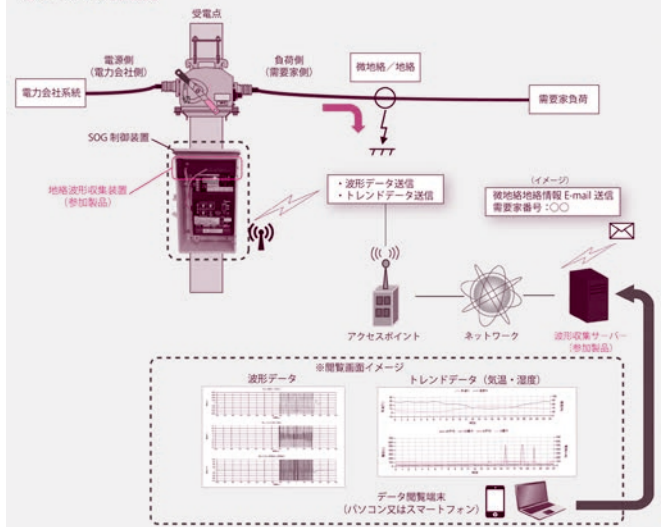 受電点
電源側
(電力会社側)
負荷側
(需要家側)
微地絡／地絡
電力会社系統
需要家負荷
SOG 制御装置
地絡波形収集装置
(参加製品)
・波形データ送信
・トレンドデータ送信
(イメージ)
微地絡地絡情報 E-mail 送信
需要家番号：〇〇
アクセスポイント
ネットワーク
波形収集サーバー
(参加製品)
※閲覧画面イメージ
波形データ
トレンドデータ（気温・湿度）
データ閲覧端末
(パソコン又はスマートフォン)